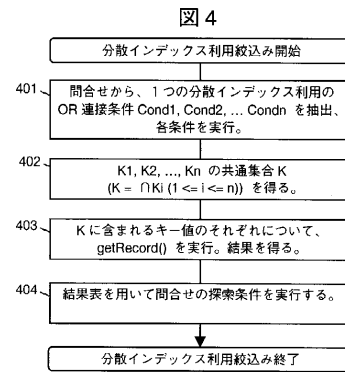 図4
分散インデックス利用絞込み開始
401
問合せから、1つの分散インデックス利用の
OR 連接条件 Cond1, Cond2, … Condn を抽出、
各条件を実行。
402
K1, K2, …, Kn の共通集合 K
(K = ∩Ki (1 <= i <= n)) を得る。
403
K に含まれるキー値のそれぞれについて、
getRecord() を実行。結果を得る。
404
結果表を用いて問合せの探索条件を実行する。
分散インデックス利用絞込み終了